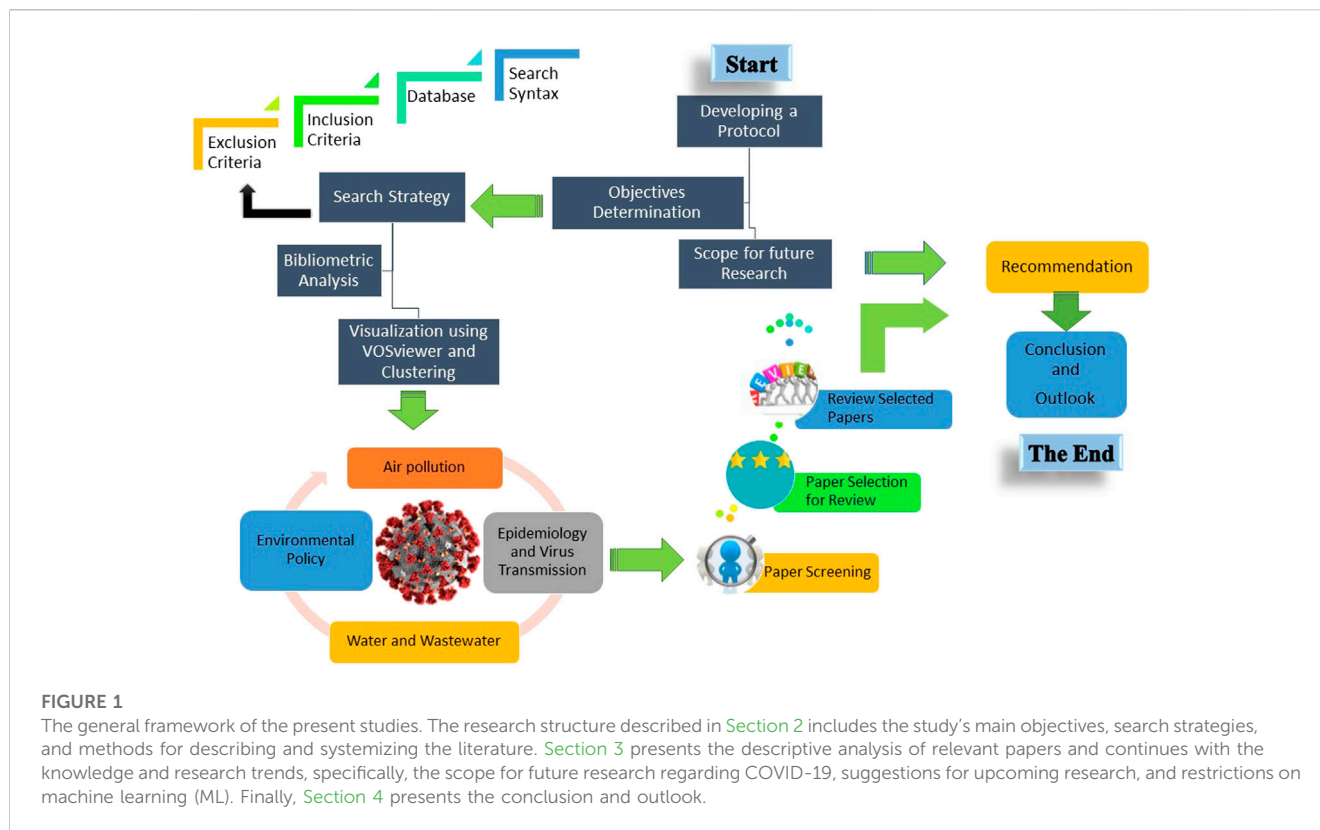 Start
Developing a
Protocol
Search
Syntax
Database
Inclusion
Criteria
Exclusion
Criteria
Objectives
Determination
Search Strategy
Bibliometric
Analysis
Visualization using
VOSviewer and
Clustering
Scope for future
Research
Recommendation
Conclusion
and
Outlook
The End
REVIEW
Review Selected
Papers
Paper Selection
for Review
Paper Screening
Air pollution
Environmental
Policy
Epidemiology
and Virus
Transmission
Water and Wastewater
FIGURE 1
The general framework of the present studies. The research structure described in Section 2 includes the study's main objectives, search strategies,
and methods for describing and systemizing the literature. Section 3 presents the descriptive analysis of relevant papers and continues with the
knowledge and research trends, specifically, the scope for future research regarding COVID-19, suggestions for upcoming research, and restrictions on
machine learning (ML). Finally, Section 4 presents the conclusion and outlook.